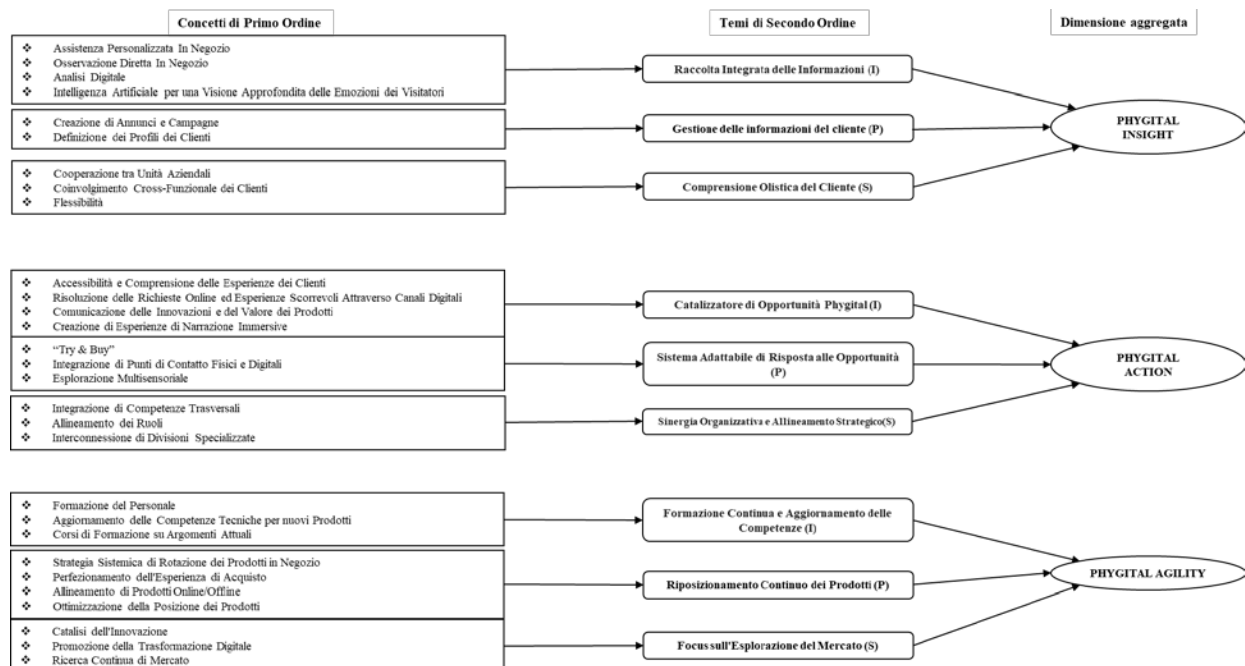 Concetti di Primo Ordine
Temi di Secondo Ordine
Dimensione aggregata
❖ Assistenza Personalizzata In Negozio
❖ Osservazione Diretta In Negozio
❖ Analisi Digitale
❖ Intelligenza Artificiale per una Visione Approfondita delle Emozioni dei Visitatori
Raccolta Integrata delle Informazioni (I)
❖ Creazione di Annunci e Campagne
❖ Definizione dei Profili dei Clienti
Gestione delle informazioni del cliente (P)
PHYGITAL
INSIGHT
❖ Cooperazione tra Unità Aziendali
❖ Coinvolgimento Cross-Funzionale dei Clienti
❖ Flessibilità
Comprensione Olistica del Cliente (S)
❖ Accessibilità e Comprensione delle Esperienze dei Clienti
❖ Risoluzione delle Richieste Online ed Esperienze Scorrevoli Attraverso Canali Digitali
❖ Comunicazione delle Innovazioni e del Valore dei Prodotti
❖ Creazione di Esperienze di Narrazione Immersive
Catalizzatore di Opportunità Phygital (I)
❖ “Try & Buy”
❖ Integrazione di Punti di Contatto Fisici e Digitali
❖ Esplorazione Multisensoriale
Sistema Adattabile di Risposta alle Opportunità
(P)
PHYGITAL
ACTION
❖ Integrazione di Competenze Trasversali
❖ Allineamento dei Ruoli
❖ Interconnessione di Divisioni Specializzate
Sinergia Organizzativa e Allineamento Strategico(S)
❖ Formazione del Personale
❖ Aggiornamento delle Competenze Tecniche per nuovi Prodotti
❖ Corsi di Formazione su Argomenti Attuali
Formazione Continua e Aggiornamento delle
Competenze (I)
❖ Strategia Sistemica di Rotazione dei Prodotti in Negozio
❖ Perfezionamento dell'Esperienza di Acquisto
❖ Allineamento di Prodotti Online/Offline
❖ Ottimizzazione della Posizione dei Prodotti
Riposizionamento Continuo dei Prodotti (P)
PHYGITAL AGILITY
❖ Catalisi dell'Innovazione
❖ Promozione della Trasformazione Digitale
❖ Ricerca Continua di Mercato
Focus sull'Esplorazione del Mercato (S)